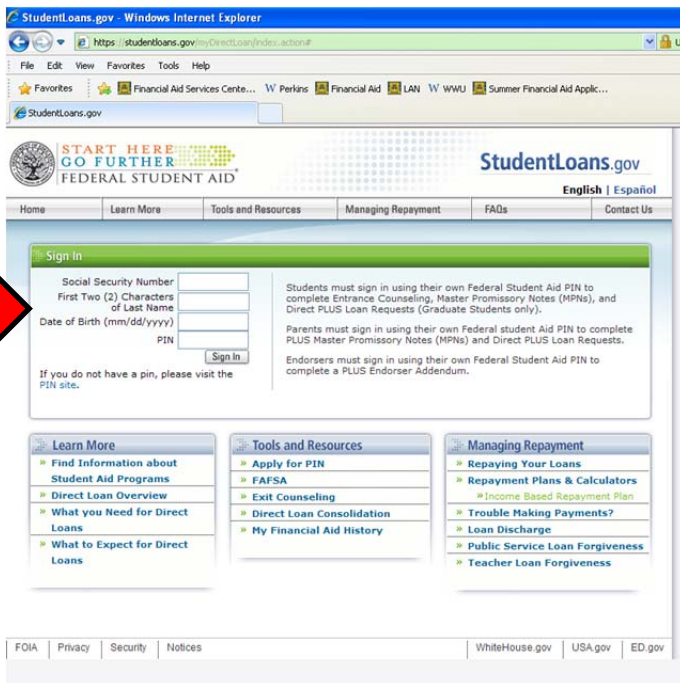 StudentLoans.gov - Windows Internet Explorer
https://studentloans.gov/myDirectLoan/index.action#
File Edit View Favorites Tools Help
Favorites Financial Aid Services Cente... W Perkins Financial Aid LAN W WWU Summer Financial Aid Applic...
StudentLoans.gov
START HERE
GO FURTHER
FEDERAL STUDENT AID
StudentLoans.gov
English | Español
Home Learn More Tools and Resources Managing Repayment FAQs Contact Us
Sign In
Social Security Number
First Two (2) Characters
of Last Name
Date of Birth (mm/dd/yyyy)
PIN
Sign In
If you do not have a pin, please visit the
PIN site.
Students must sign in using their own Federal Student Aid PIN to
complete Entrance Counseling, Master Promissory Notes (MPNs), and
Direct PLUS Loan Requests (Graduate Students only).
Parents must sign in using their own Federal student Aid PIN to complete
PLUS Master Promissory Notes (MPNs) and Direct PLUS Loan Requests.
Endorsers must sign in using their own Federal Student Aid PIN to
complete a PLUS Endorser Addendum.
Learn More
» Find Information about
Student Aid Programs
» Direct Loan Overview
» What you Need for Direct
Loans
» What to Expect for Direct
Loans
Tools and Resources
» Apply for PIN
» FAFSA
» Exit Counseling
» Direct Loan Consolidation
» My Financial Aid History
Managing Repayment
» Repaying Your Loans
» Repayment Plans & Calculators
» Income Based Repayment Plan
» Trouble Making Payments?
» Loan Discharge
» Public Service Loan Forgiveness
» Teacher Loan Forgiveness
FOIA Privacy Security Notices WhiteHouse.gov USA.gov ED.gov